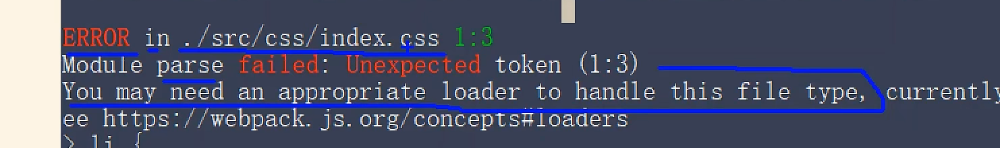 ERROR in ./src/css/index.css 1:3
Module parse failed: Unexpected token (1:3)
You may need an appropriate loader to handle this file type, currently
ee https://webpack.js.org/concepts#loaders
> li {